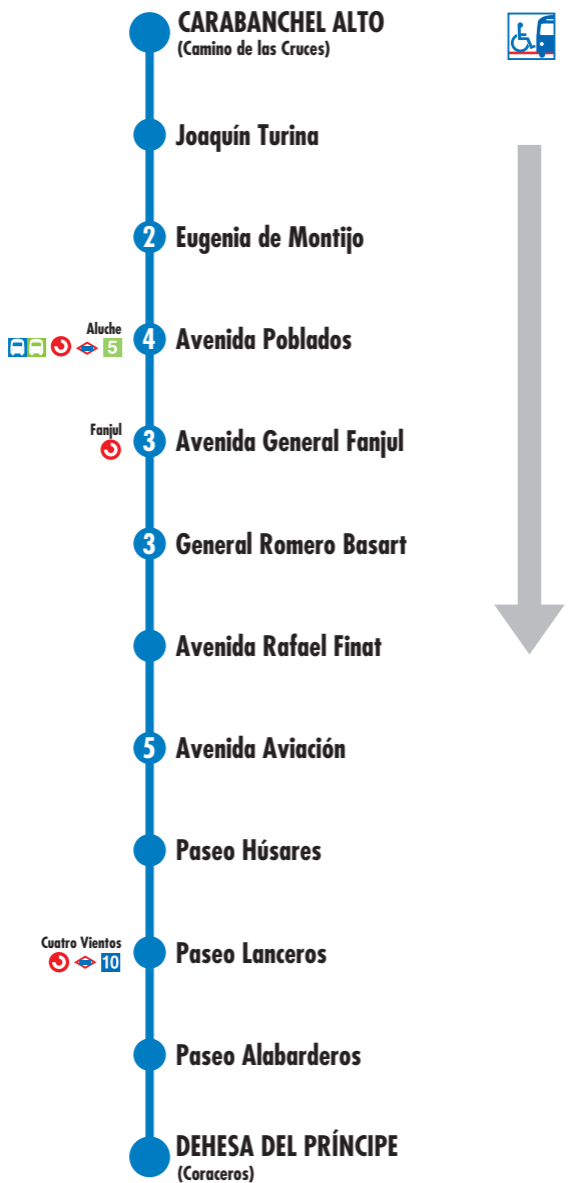 CARABANCHEL ALTO
(Camino de las Cruces)
Joaquín Turina
2 Eugenia de Montijo
Aluche
5
4 Avenida Poblados
Fanjul
3 Avenida General Fanjul
3 General Romero Basart
Avenida Rafael Finat
5 Avenida Aviación
Paseo Húsares
Cuatro Vientos
10
Paseo Lanceros
Paseo Alabarderos
DEHESA DEL PRÍNCIPE
(Coraceros)